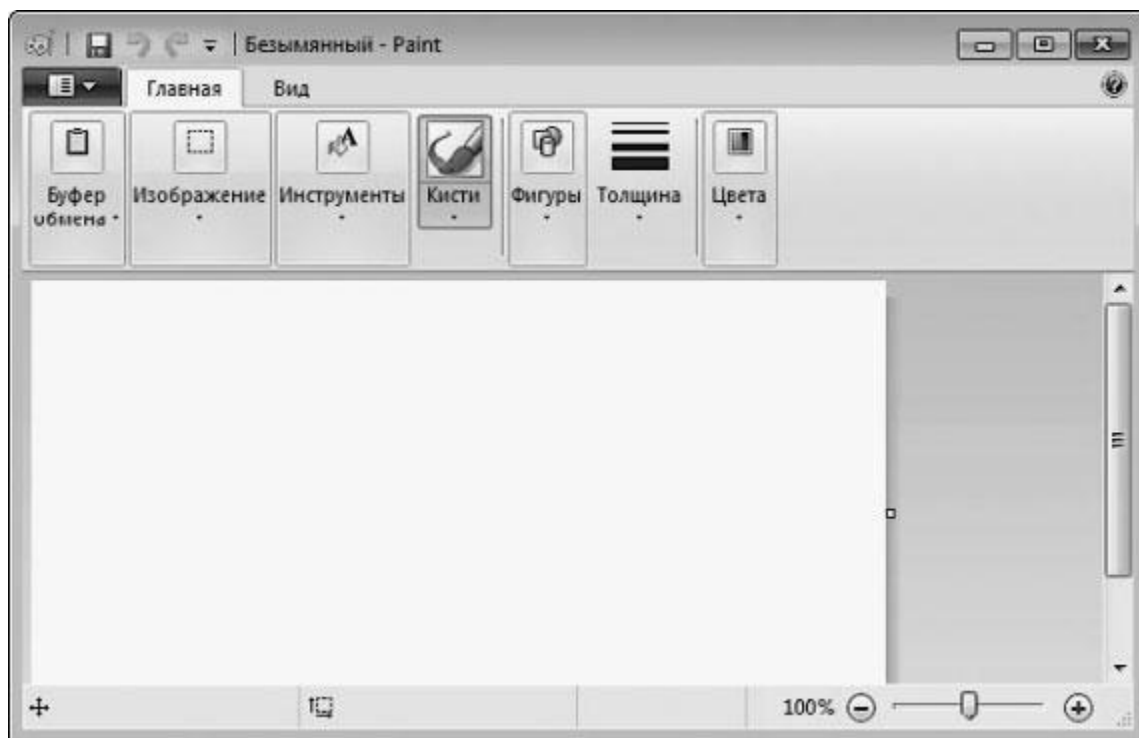 Безымянный - Paint
Главная Вид
Буфер обмена
Изображение
Инструменты
Кисти
Фигуры
Толщина
Цвета
100%